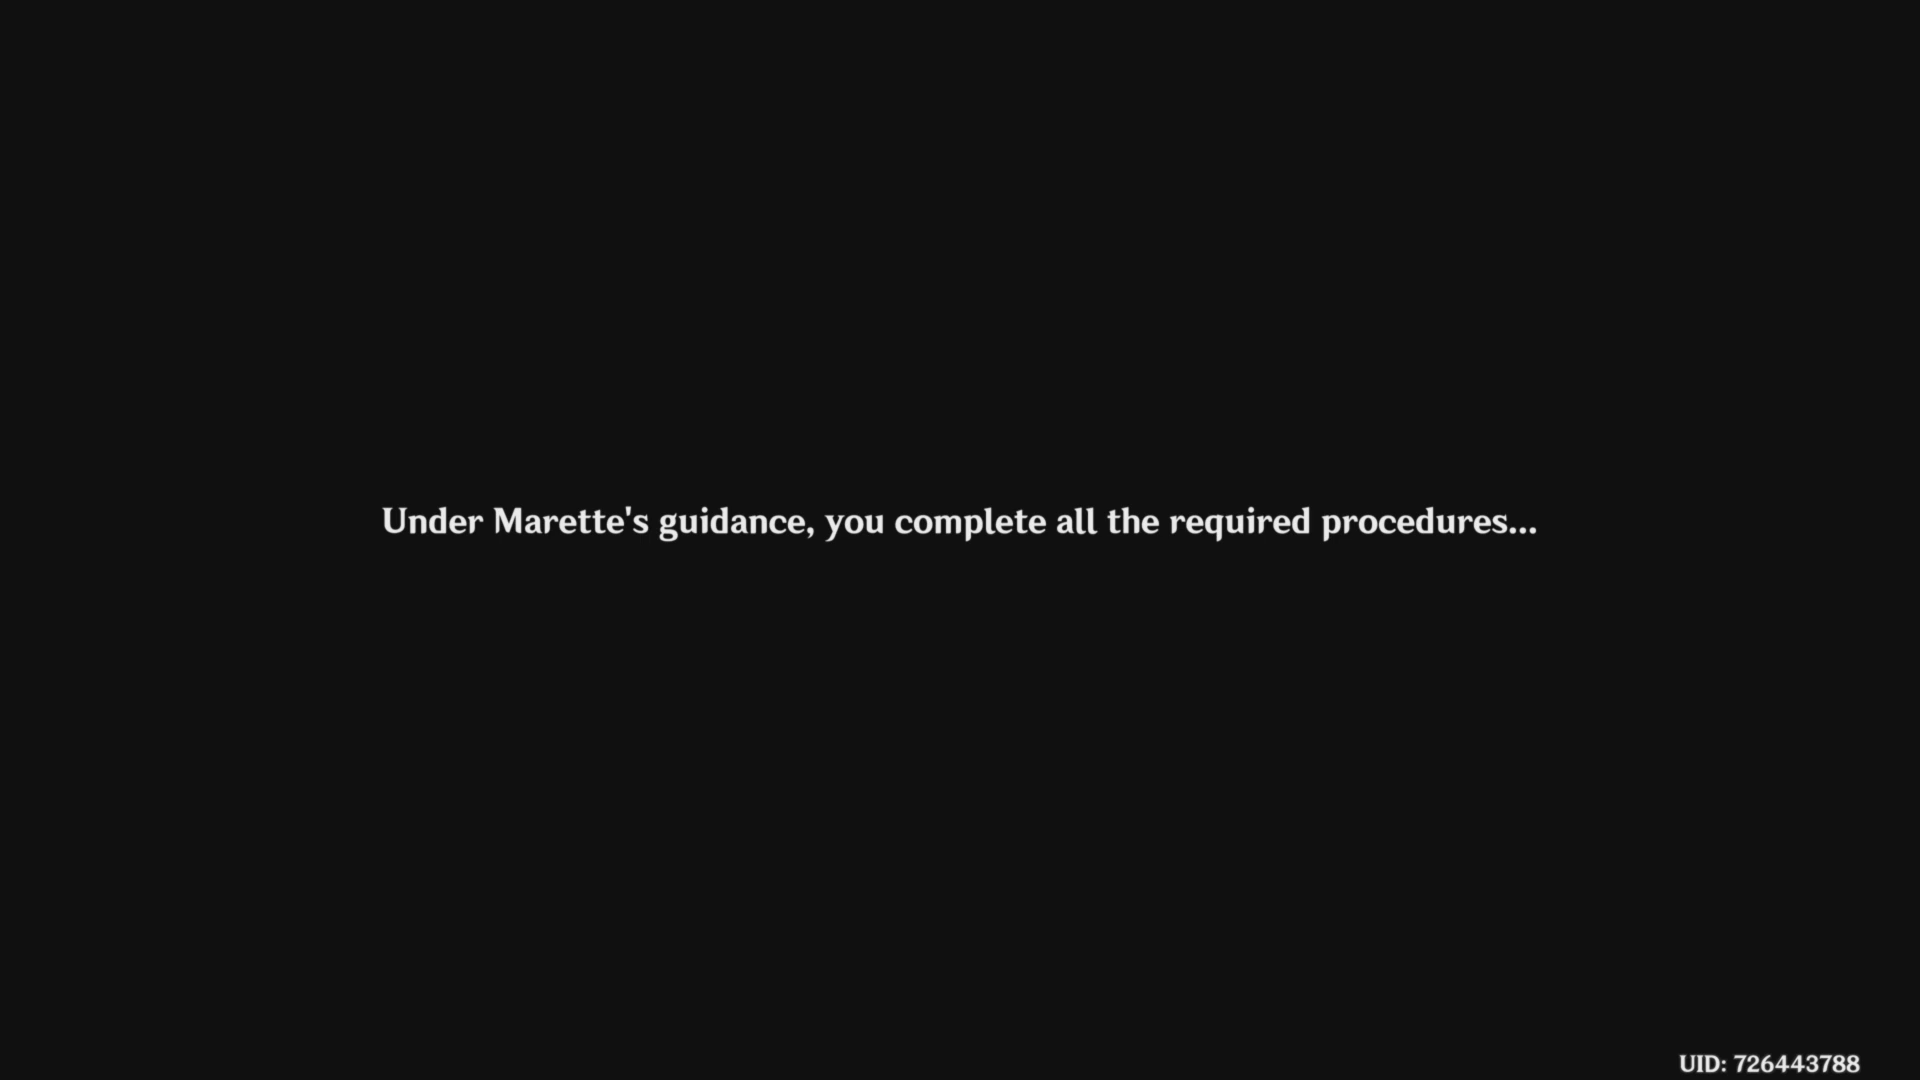 Under Marette's guidance, you complete all the required procedures...
UID: 726443788